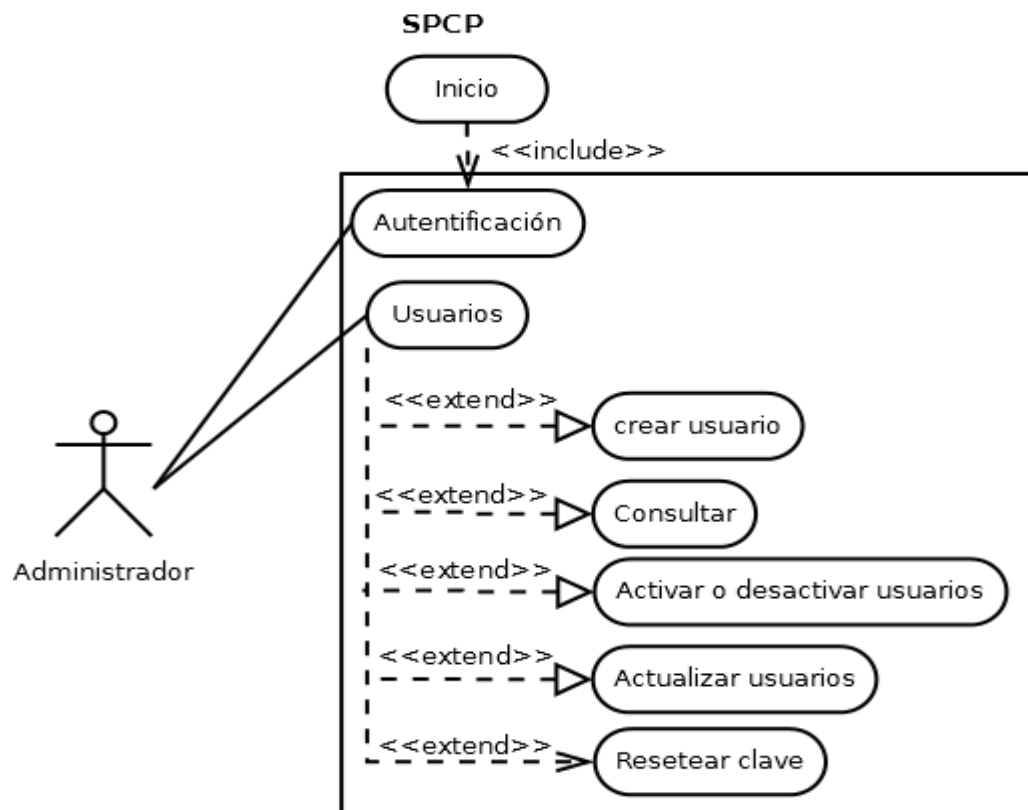 SPCP
Inicio
<<include>>
Autentificación
Usuarios
<<extend>>
crear usuario
<<extend>>
Consultar
<<extend>>
Activar o desactivar usuarios
<<extend>>
Actualizar usuarios
<<extend>>
Resetear clave
Administrador